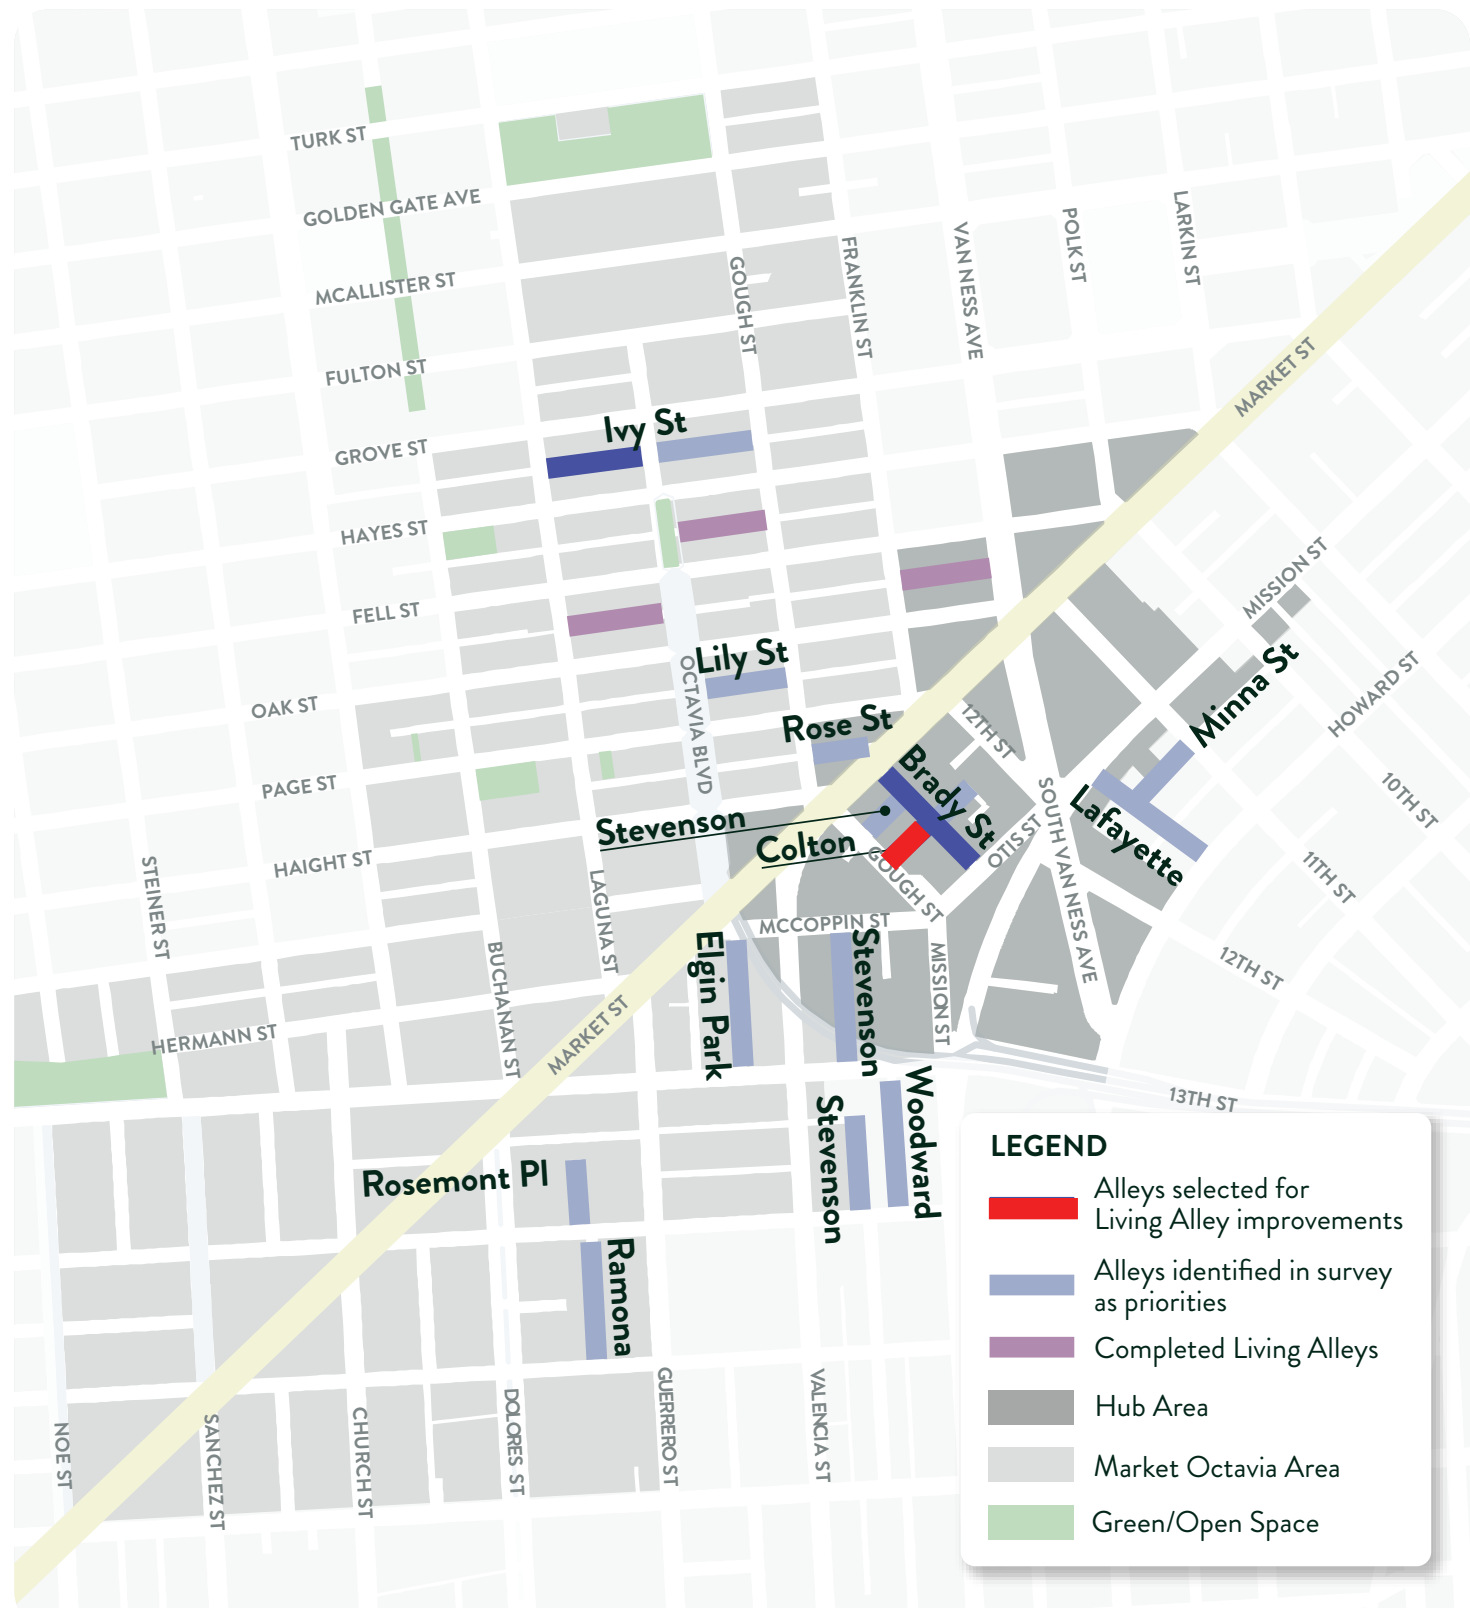 TURK ST
GOLDEN GATE AVE
MCALLISTER ST
FULTON ST
GROVE ST
HAYES ST
FELL ST
OAK ST
PAGE ST
HAIGHT ST
HERMANN ST
GOUGH ST
FRANKLIN ST
VAN NESS AVE
POLK ST
LARKIN ST
MARKET ST
Ivy St
Lily St
OCTAVIA BLVD
Rose St
Brady St
Stevenson
Colton
12TH ST
OTIS ST
GOUGH ST
SOUTH VAN NESS AVE
MISSION ST
Minna St
Lafayette
HOWARD ST
10TH ST
11TH ST
12TH ST
STEINER ST
BUCHANAN ST
LAGUNA ST
MARKET ST
MCCOPPIN ST
Elgin Park
Stevenson
MISSION ST
13TH ST
Woodward
Stevenson
Rosemont Pl
Ramona
NOE ST
SANCHEZ ST
CHURCH ST
DOLORES ST
GUERRERO ST
VALENCIA ST
LEGEND
Alleys selected for
Living Alley improvements
Alleys identified in survey
as priorities
Completed Living Alleys
Hub Area
Market Octavia Area
Green/Open Space